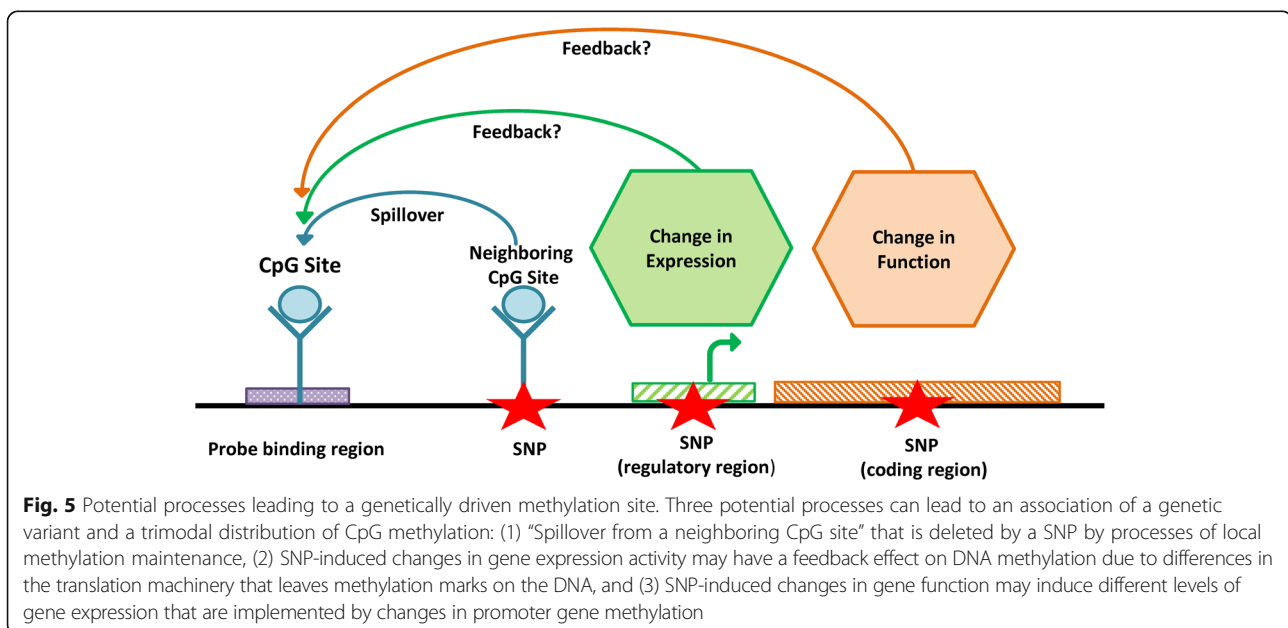 Feedback?
Feedback?
Spillover
CpG Site
Neighboring
CpG Site
Change in
Expression
Change in
Function
Probe binding region
SNP
SNP
(regulatory region)
SNP
(coding region)
Fig. 5 Potential processes leading to a genetically driven methylation site. Three potential processes can lead to an association of a genetic
variant and a trimodal distribution of CpG methylation: (1) “Spillover from a neighboring CpG site” that is deleted by a SNP by processes of local
methylation maintenance, (2) SNP-induced changes in gene expression activity may have a feedback effect on DNA methylation due to differences in
the translation machinery that leaves methylation marks on the DNA, and (3) SNP-induced changes in gene function may induce different levels of
gene expression that are implemented by changes in promoter gene methylation